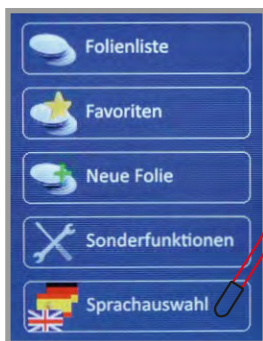 Folienliste
Favoriten
Neue Folie
Sonderfunktionen
Sprachauswahl